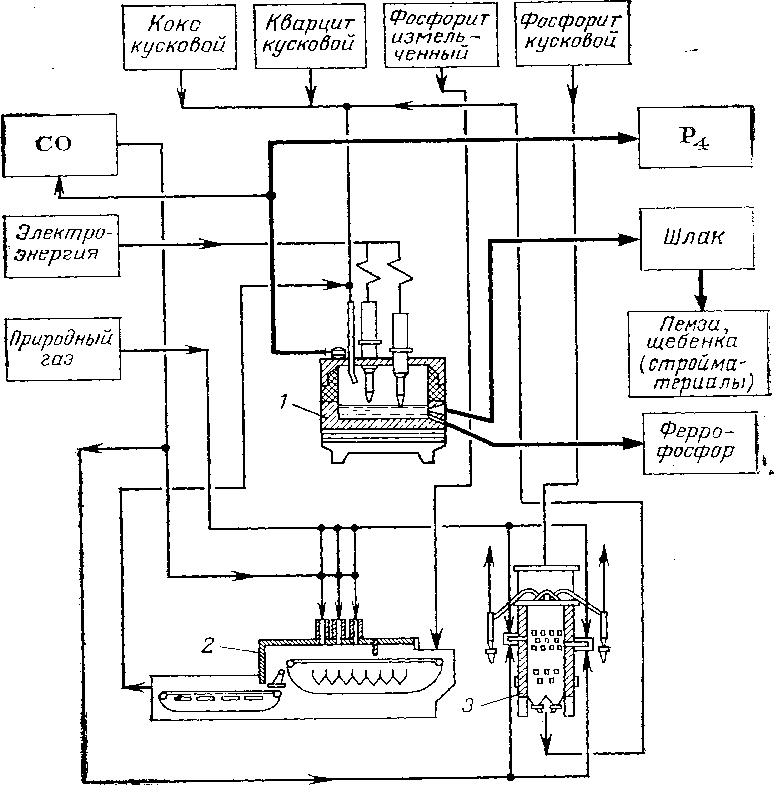 Кокс
кусковой
Кварцит
кусковой
Фосфорит
измель-
ченный
Фосфорит
кусковой
CO
P4
Электро-
энергия
Шлак
Природный
газ
Пемза,
щебенка
(стройма-
териалы)
1
Ферро-
фосфор
2
3